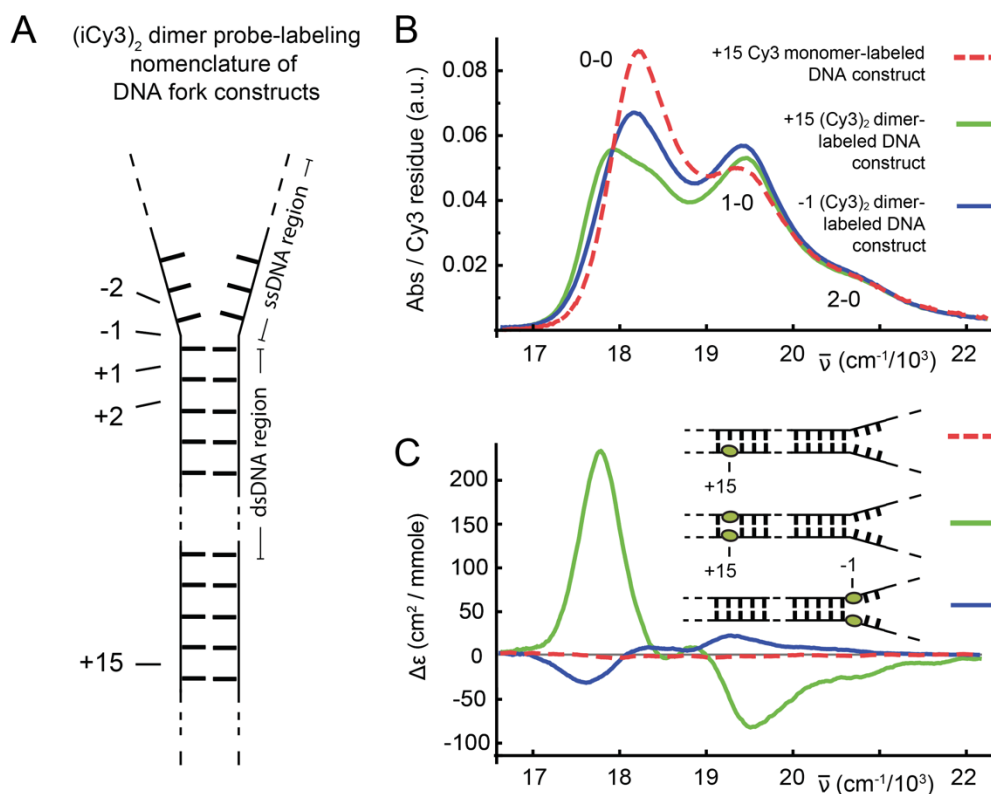 A
(iCy3)₂ dimer probe-labeling
nomenclature of
DNA fork constructs
-2
-1
+1
+2
+15
ssDNA region
dsDNA region
B
Abs / Cy3 residue (a.u.)
0.08
0.06
0.04
0.02
0-0
1-0
2-0
+15 Cy3 monomer-labeled
DNA construct
+15 (Cy3)₂ dimer-
labeled DNA
construct
-1 (Cy3)₂ dimer-
labeled DNA
construct
17 18 19 20 22
ν̅ (cm⁻¹/10³)
C
Δε (cm² / mmole)
200
150
100
50
0
-50
-100
+15
+15
-1
17 18 19 20 22
ν̅ (cm⁻¹/10³)